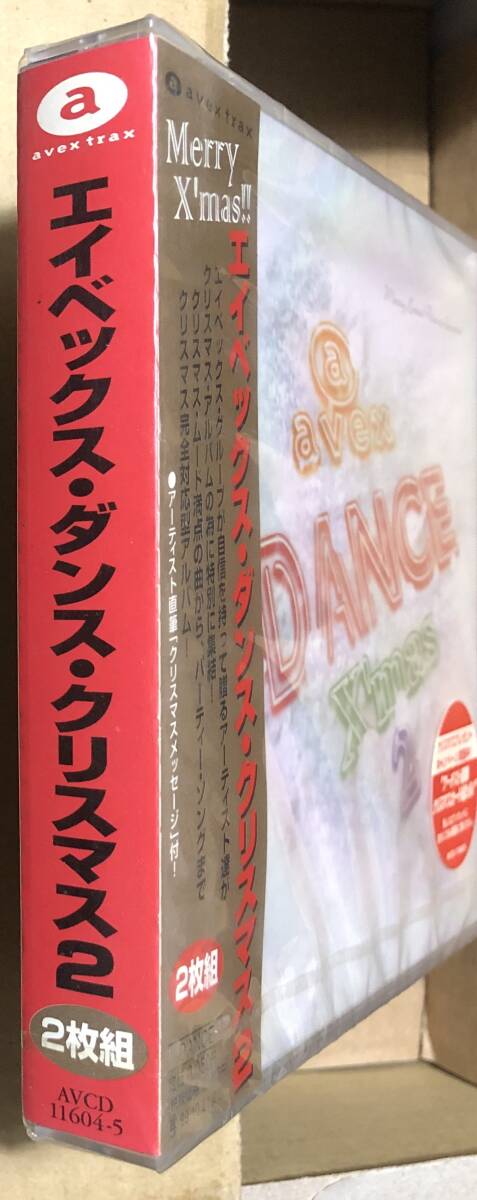 a
avex trax
エイベックス・ダンス・クリスマス2
2枚組
AVCD
11604-5
a avex trax
Merry
X'mas!!
エイベックス・ダンス・クリスマス2
エイベックス・グループが自信を持って贈るアーティスト達が
クリスマス・アルバムの為に特別に集結!
クリスマス・ムード満点の曲から、パーティー・ソングまで
クリスマス完全対応型アルバム!
●アーティスト直筆「クリスマスメッセージ」付!
2枚組
a
avex
DANCE
X'mas
2